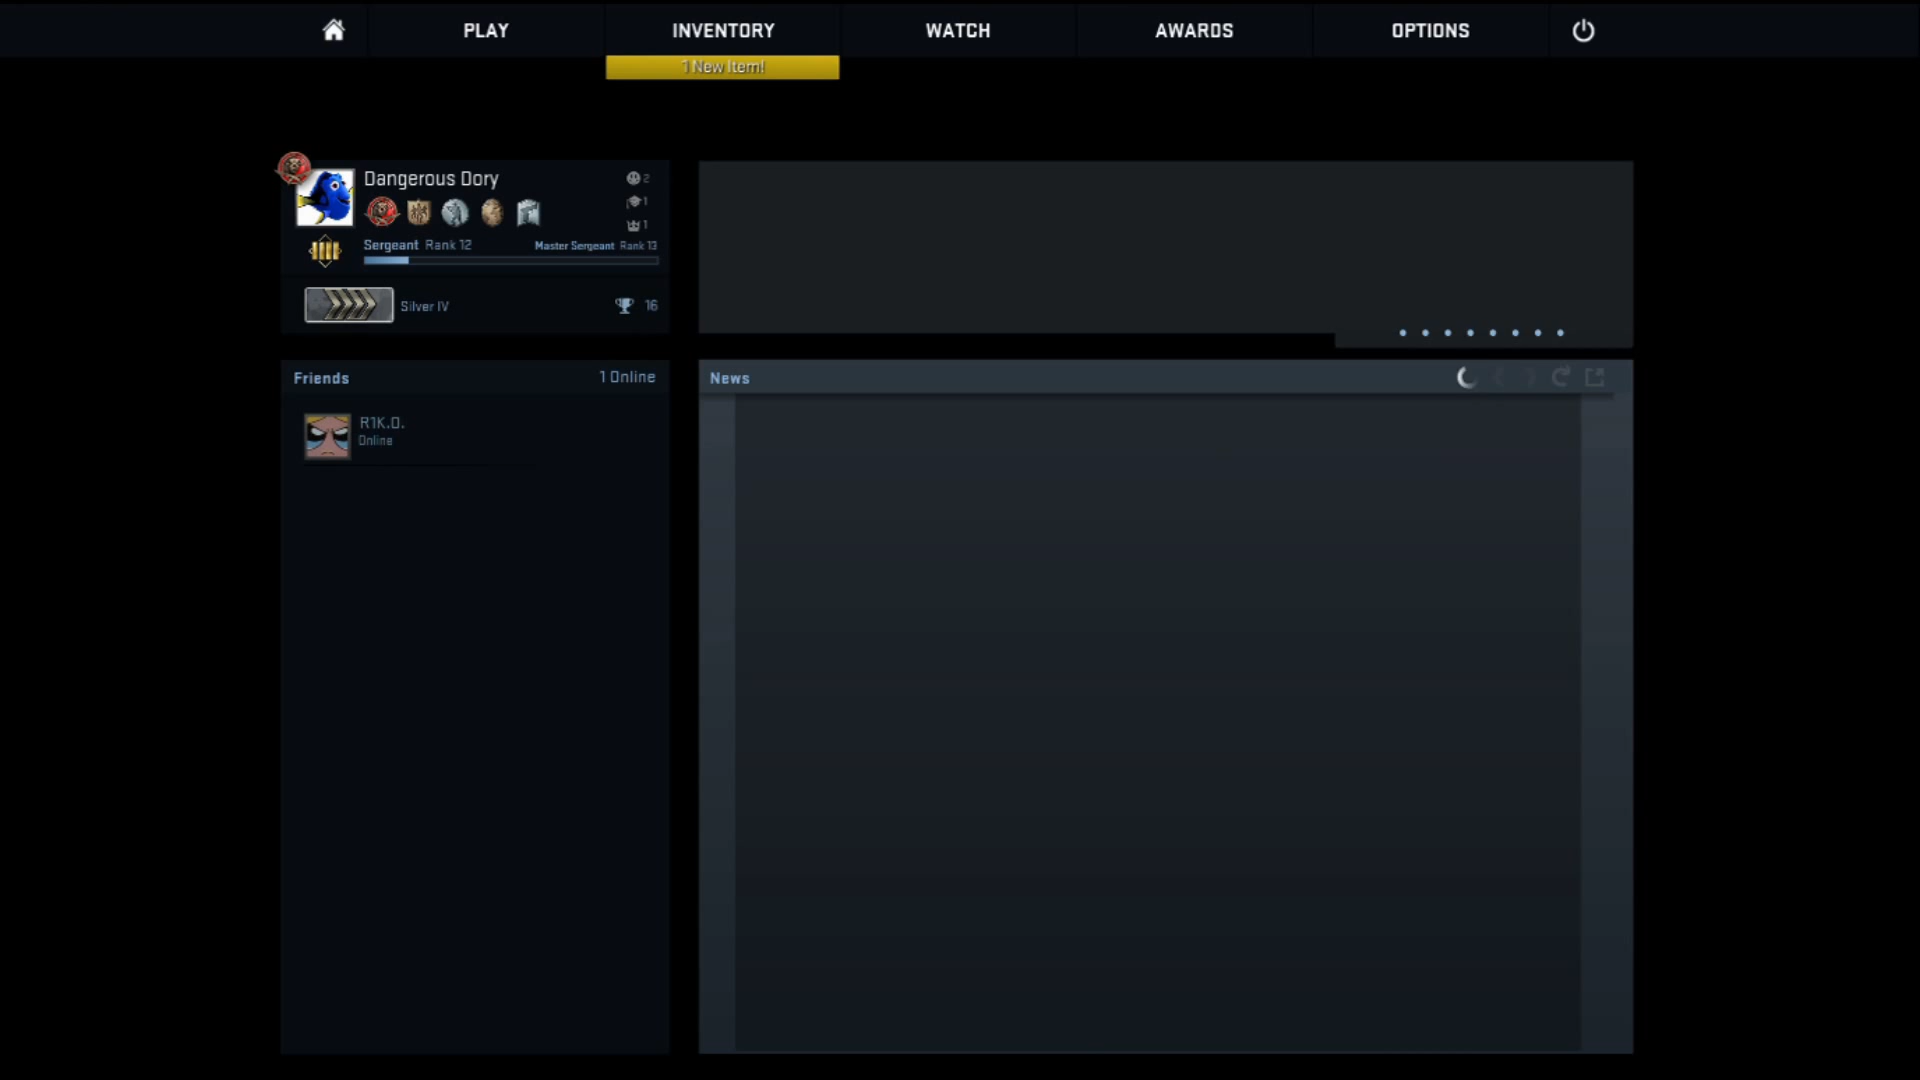 PLAY
INVENTORY
WATCH
AWARDS
OPTIONS
1 New Item!
Dangerous Dory
2
1
1
Sergeant Rank 12
Master Sergeant Rank 13
Silver IV
16
Friends
1 Online
R1K.O.
Online
News